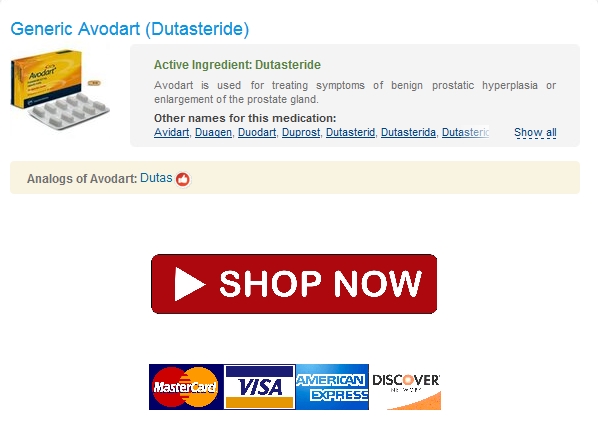 Generic Avodart (Dutasteride)
Avodart
Active Ingredient: Dutasteride
Avodart is used for treating symptoms of benign prostatic hyperplasia or
enlargement of the prostate gland.
Other names for this medication:
Avidart, Duagen, Duodart, Duprost, Dutasterid, Dutasterida, Dutasteric Show all
Analogs of Avodart: Dutas
SHOP NOW
MasterCard VISA AMERICAN EXPRESS DISCOVER NETWORK